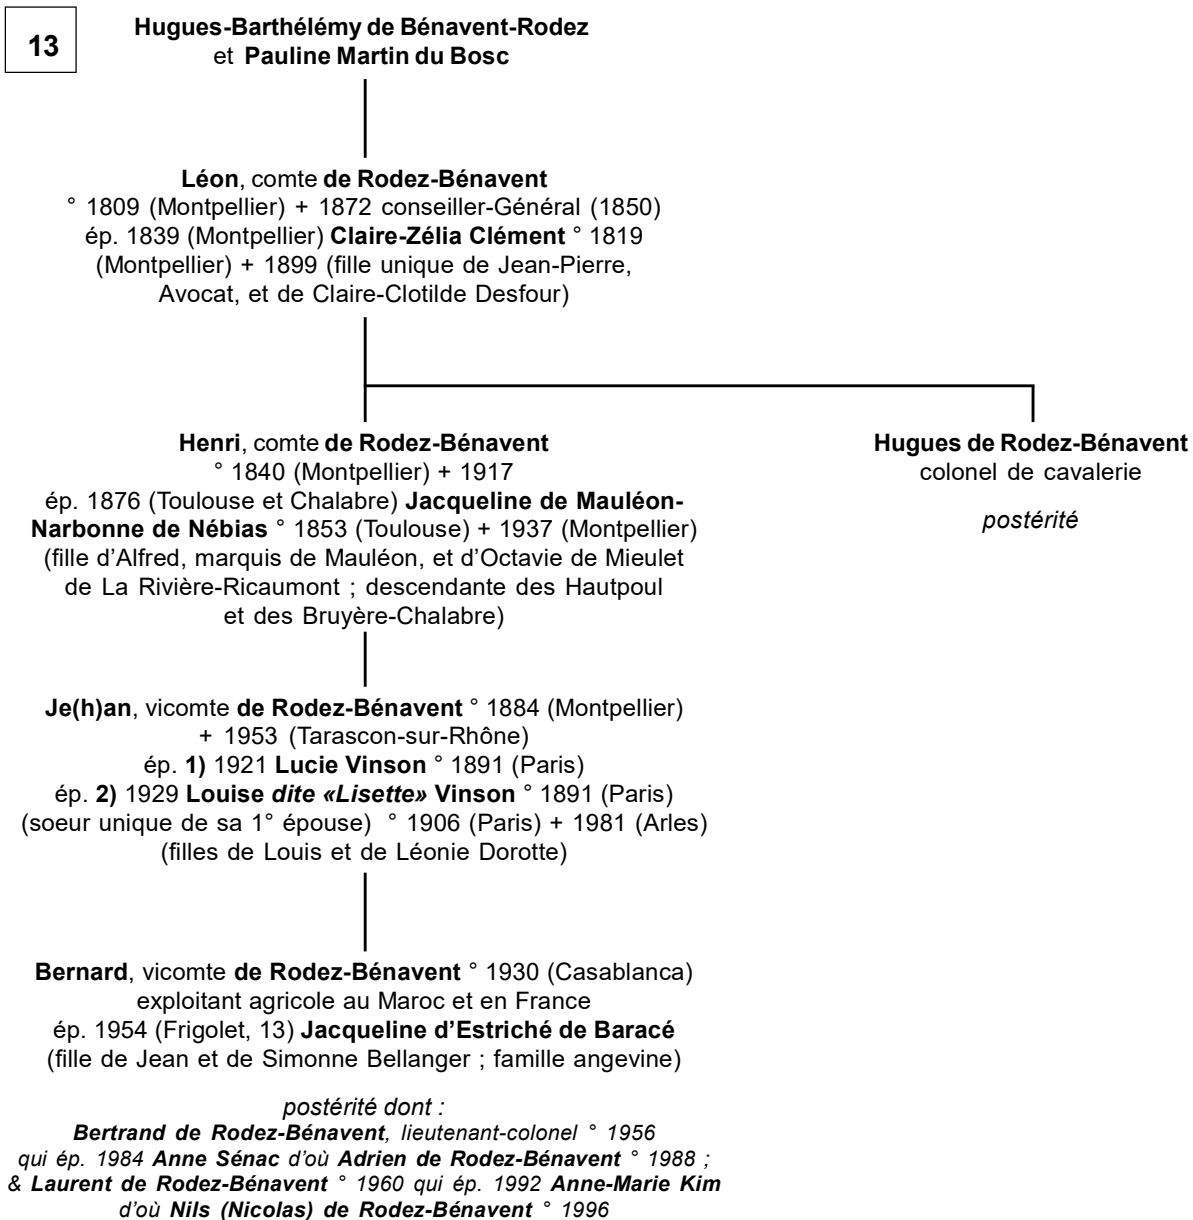 13
Hugues-Barthélémy de Bénavent-Rodez
et Pauline Martin du Bosc
Léon, comte de Rodez-Bénavent
° 1809 (Montpellier) + 1872 conseiller-Général (1850)
ép. 1839 (Montpellier) Claire-Zélia Clément ° 1819
(Montpellier) + 1899 (fille unique de Jean-Pierre,
Avocat, et de Claire-Clotilde Desfour)
Henri, comte de Rodez-Bénavent
° 1840 (Montpellier) + 1917
ép. 1876 (Toulouse et Chalabre) Jacqueline de Mauléon-
Narbonne de Nébias ° 1853 (Toulouse) + 1937 (Montpellier)
(fille d’Alfred, marquis de Mauléon, et d’Octavie de Mieulet
de La Rivière-Ricaumont ; descendante des Hautpoul
et des Bruyère-Chalabre)
Hugues de Rodez-Bénavent
colonel de cavalerie
postérité
Je(h)an, vicomte de Rodez-Bénavent ° 1884 (Montpellier)
+ 1953 (Tarascon-sur-Rhône)
ép. 1) 1921 Lucie Vinson ° 1891 (Paris)
ép. 2) 1929 Louise dite «Lisette» Vinson ° 1891 (Paris)
(soeur unique de sa 1° épouse) ° 1906 (Paris) + 1981 (Arles)
(filles de Louis et de Léonie Dorotte)
Bernard, vicomte de Rodez-Bénavent ° 1930 (Casablanca)
exploitant agricole au Maroc et en France
ép. 1954 (Frigolet, 13) Jacqueline d’Estriché de Baracé
(fille de Jean et de Simonne Bellanger ; famille angevine)
postérité dont :
Bertrand de Rodez-Bénavent, lieutenant-colonel ° 1956
qui ép. 1984 Anne Sénac d’où Adrien de Rodez-Bénavent ° 1988 ;
& Laurent de Rodez-Bénavent ° 1960 qui ép. 1992 Anne-Marie Kim
d’où Nils (Nicolas) de Rodez-Bénavent ° 1996